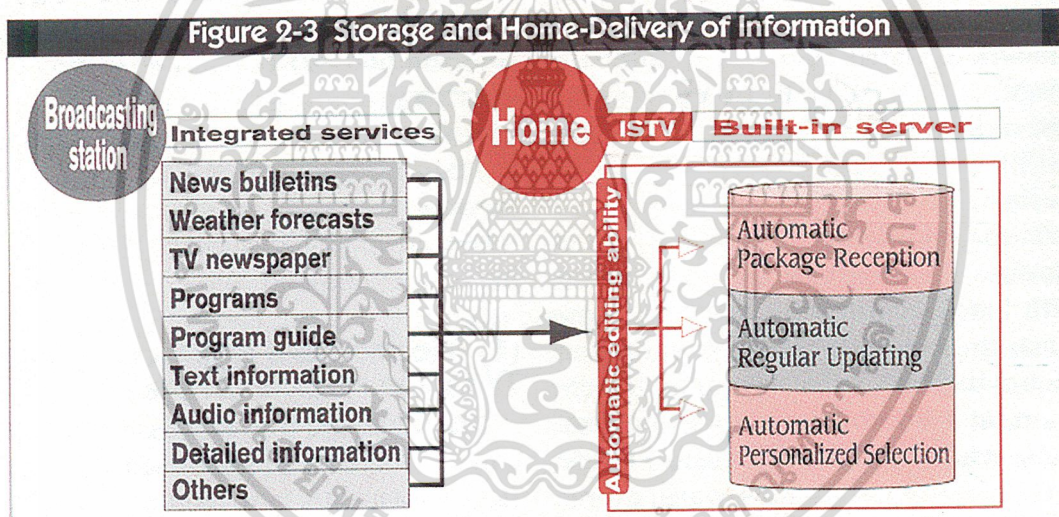 Figure 2-3 Storage and Home-Delivery of Information
Broadcasting
station
Integrated services
News bulletins
Weather forecasts
TV newspaper
Programs
Program guide
Text information
Audio information
Detailed information
Others
Home
ISTV
Built-in server
Automatic editing ability
Automatic
Package Reception
Automatic
Regular Updating
Automatic
Personalized Selection